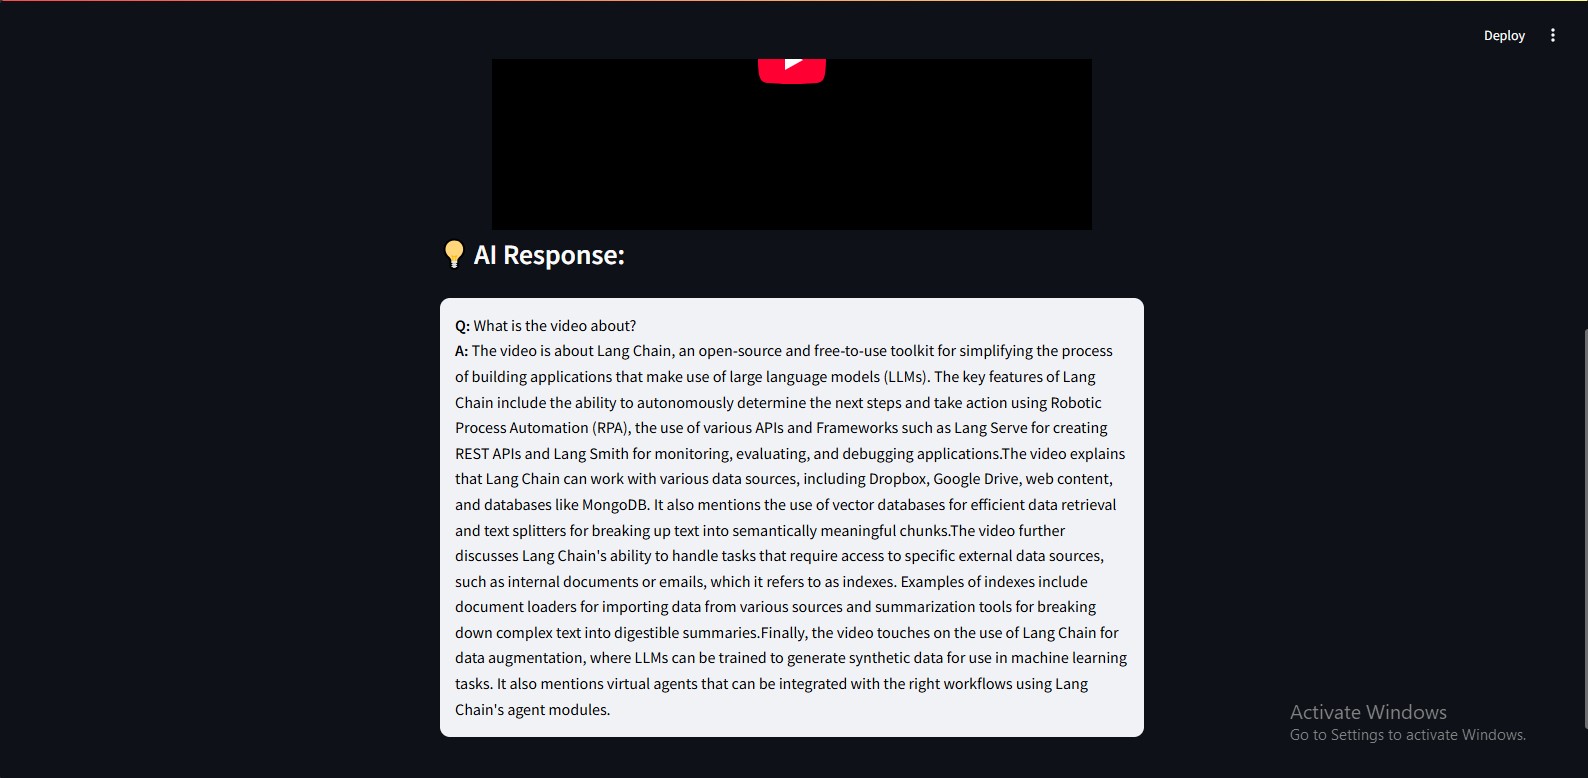 Deploy
AI Response:
Q: What is the video about?
A: The video is about Lang Chain, an open-source and free-to-use toolkit for simplifying the process
of building applications that make use of large language models (LLMs). The key features of Lang
Chain include the ability to autonomously determine the next steps and take action using Robotic
Process Automation (RPA), the use of various APIs and Frameworks such as Lang Serve for creating
REST APIs and Lang Smith for monitoring, evaluating, and debugging applications.The video explains
that Lang Chain can work with various data sources, including Dropbox, Google Drive, web content,
and databases like MongoDB. It also mentions the use of vector databases for efficient data retrieval
and text splitters for breaking up text into semantically meaningful chunks.The video further
discusses Lang Chain's ability to handle tasks that require access to specific external data sources,
such as internal documents or emails, which it refers to as indexes. Examples of indexes include
document loaders for importing data from various sources and summarization tools for breaking
down complex text into digestible summaries.Finally, the video touches on the use of Lang Chain for
data augmentation, where LLMs can be trained to generate synthetic data for use in machine learning
tasks. It also mentions virtual agents that can be integrated with the right workflows using Lang
Chain's agent modules.
Activate Windows
Go to Settings to activate Windows.